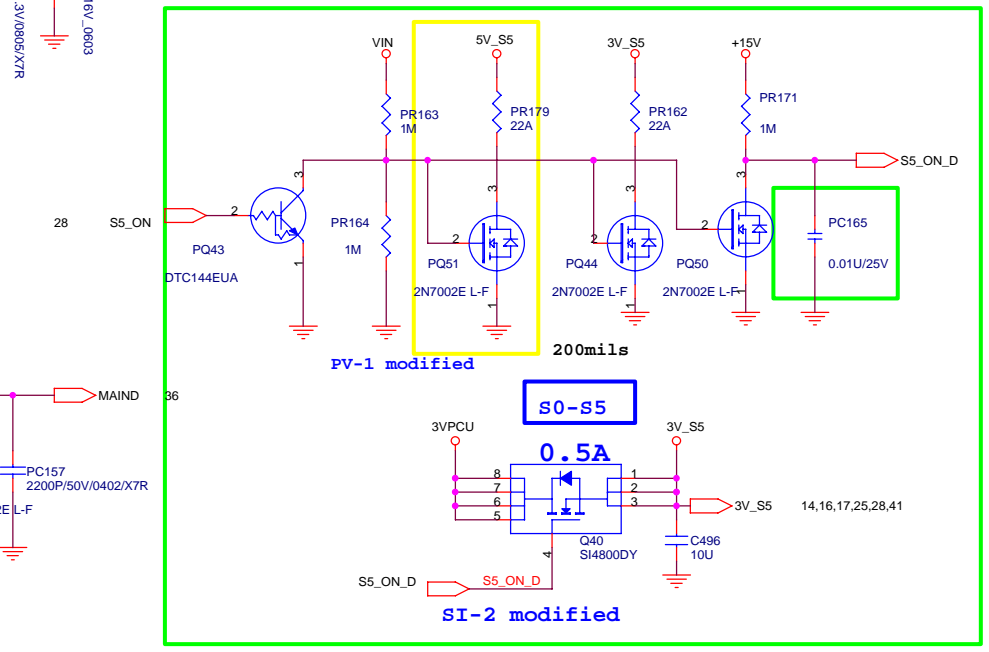 .3V/0805/X7R
16V_0603
VIN
5V_S5
3V_S5
+15V
PR163
1M
PR179
22A
PR162
22A
PR171
1M
S5_ON_D
3
3
3
3
28
S5_ON
2
PR164
1M
2
2
2
PC165
0.01U/25V
PQ43
DTC144EUA
PQ51
2N7002E L-F
PQ44
2N7002E L-F
PQ50
2N7002E L-F
1
1
1
1
200mils
PV-1 modified
MAIND
36
S0-S5
3VPCU
3V_S5
0.5A
PC157
2200P/50V/0402/X7R
8
7
6
5
1
2
3
3V_S5
14,16,17,25,28,41
2E L-F
Q40
SI4800DY
4
C496
10U
S5_ON_D
S5_ON_D
SI-2 modified